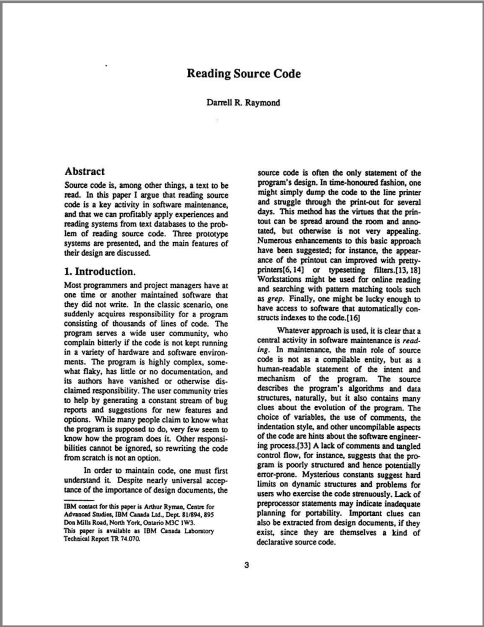 Reading Source Code
Darrell R. Raymond
Abstract
Source code is, among other things, a text to be
read. In this paper I argue that reading source
code is a key activity in software maintenance,
and that we can profitably apply experiences and
reading systems from text databases to the prob-
lem of reading source code. Three prototype
systems are presented, and the main features of
their design are discussed.
1. Introduction.
Most programmers and project managers have at
one time or another maintained software that
they did not write. In the classic scenario, one
suddenly acquires responsibility for a program
consisting of thousands of lines of code. The
program serves a wide user community, who
complain bitterly if the code is not kept running
in a variety of hardware and software environ-
ments. The program is highly complex, some-
what flaky, has little or no documentation, and
its authors have vanished or otherwise dis-
claimed responsibility. The user community tries
to help by generating a constant stream of bug
reports and suggestions for new features and
options. While many people claim to know what
the program is supposed to do, very few seem to
know how the program does it. Other responsi-
bilities cannot be ignored, so rewriting the code
from scratch is not an option.
In order to maintain code, one must first
understand it. Despite nearly universal accep-
tance of the importance of design documents, the
IBM contact for this paper is Arthur Ryman, Centre for
Advanced Studies, IBM Canada Ltd., Dept. 81/894, 895
Don Mills Road, North York, Ontario M3C 1W3.
This paper is available as IBM Canada Laboratory
Technical Report TR 74.070.
source code is often the only statement of the
program's design. In time-honoured fashion, one
might simply dump the code to the line printer
and struggle through the print-out for several
days. This method has the virtues that the prin-
tout can be spread around the room and anno-
tated, but otherwise is not very appealing.
Numerous enhancements to this basic approach
have been suggested; for instance, the appear-
ance of the printout can improved with pretty-
printers[6, 14] or typesetting filters.[13, 18]
Workstations might be used for online reading
and searching with pattern matching tools such
as grep. Finally, one might be lucky enough to
have access to software that automatically con-
structs indexes to the code.[16]
Whatever approach is used, it is clear that a
central activity in software maintenance is read-
ing. In maintenance, the main role of source
code is not as a compilable entity, but as a
human-readable statement of the intent and
mechanism of the program. The source
describes the program's algorithms and data
structures, naturally, but it also contains many
clues about the evolution of the program. The
choice of variables, the use of comments, the
indentation style, and other uncompilable aspects
of the code are hints about the software engineer-
ing process.[33] A lack of comments and tangled
control flow, for instance, suggests that the pro-
gram is poorly structured and hence potentially
error-prone. Mysterious constants suggest hard
limits on dynamic structures and problems for
users who exercise the code strenuously. Lack of
preprocessor statements may indicate inadequate
planning for portability. Important clues can
also be extracted from design documents, if they
exist, since they are themselves a kind of
declarative source code.
3